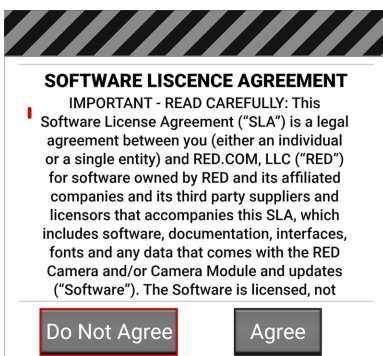 SOFTWARE LISCENCE AGREEMENT
IMPORTANT - READ CAREFULLY: This
Software License Agreement (“SLA”) is a legal
agreement between you (either an individual
or a single entity) and RED.COM, LLC (“RED”)
for software owned by RED and its affiliated
companies and its third party suppliers and
licensors that accompanies this SLA, which
includes software, documentation, interfaces,
fonts and any data that comes with the RED
Camera and/or Camera Module and updates
(“Software”). The Software is licensed, not
Do Not Agree
Agree